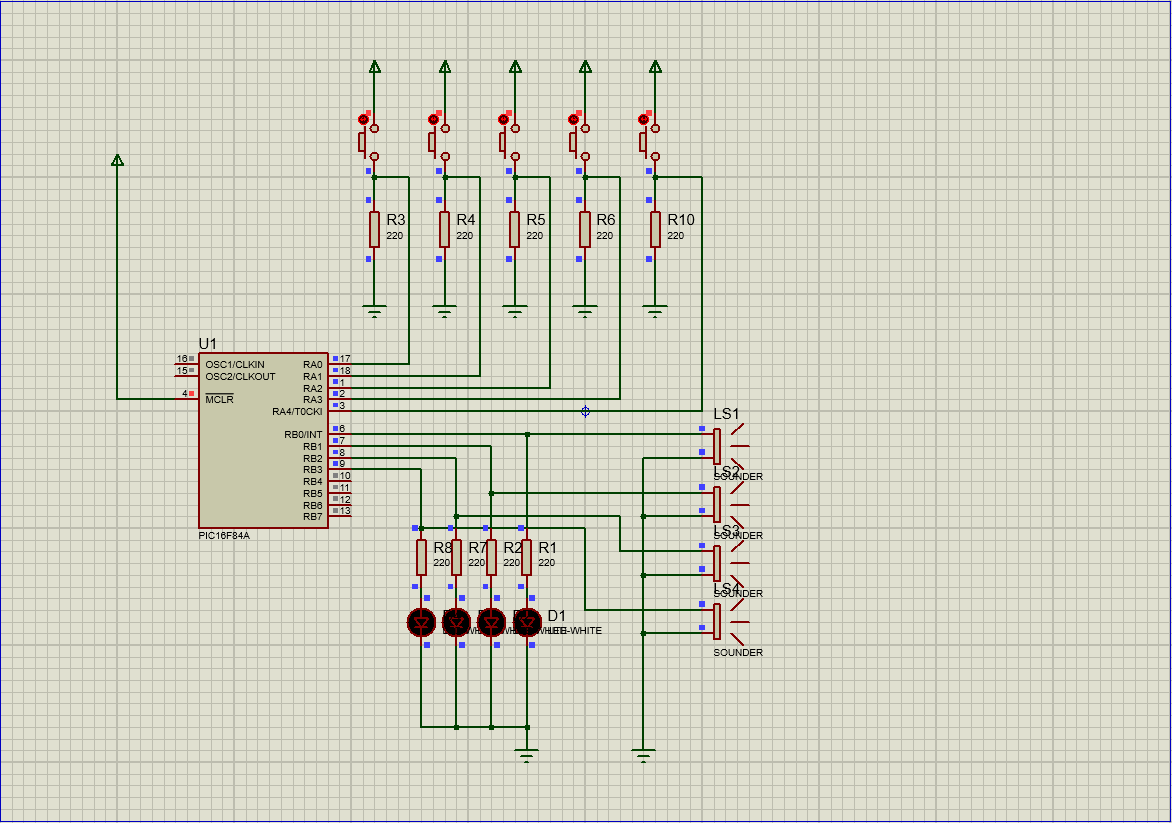 R3
220
R4
220
R5
220
R6
220
R10
220
U1
16
OSC1/CLKIN
15
OSC2/CLKOUT
4
MCLR
RA0
17
RA1
18
RA2
1
RA3
2
RA4/T0CKI
3
RB0/INT
6
RB1
7
RB2
8
RB3
9
RB4
10
RB5
11
RB6
12
RB7
13
PIC16F84A
LS1
SOUNDER
LS2
SOUNDER
LS3
SOUNDER
LS4
SOUNDER
R8
220
R7
220
R2
220
R1
220
D1